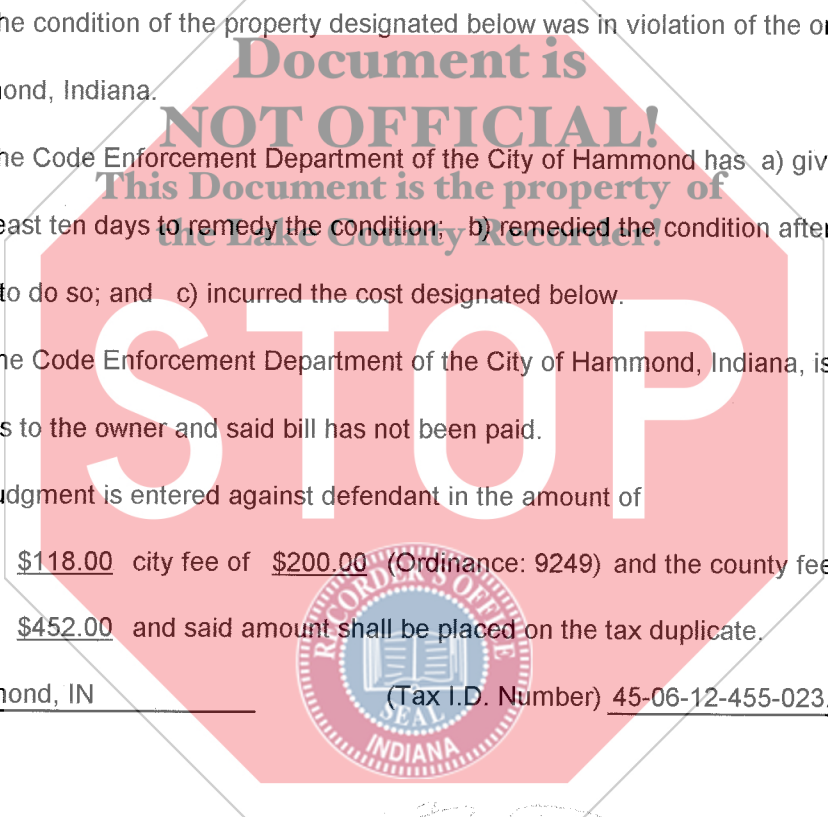 he condition of the property designated below was in violation of the or
Document is
ond, Indiana.
NOT OFFICIAL!
he Code Enforcement Department of the City of Hammond has a) giv
This Document is the property of
east ten days to remedy the condition; b) remedied the condition after
the Lake County Recorder!
to do so; and c) incurred the cost designated below.
STOP
he Code Enforcement Department of the City of Hammond, Indiana, is
s to the owner and said bill has not been paid.
udgment is entered against defendant in the amount of
$118.00 city fee of $200.00 (Ordinance: 9249) and the county fee
$452.00 and said amount shall be placed on the tax duplicate.
RECORDER'S OFFICE
SEAL
INDIANA
mond, IN (Tax I.D. Number) 45-06-12-455-023.